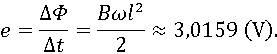 e = ΔΦ/Δt = Bωl²/2 ≈ 3,0159 (V).